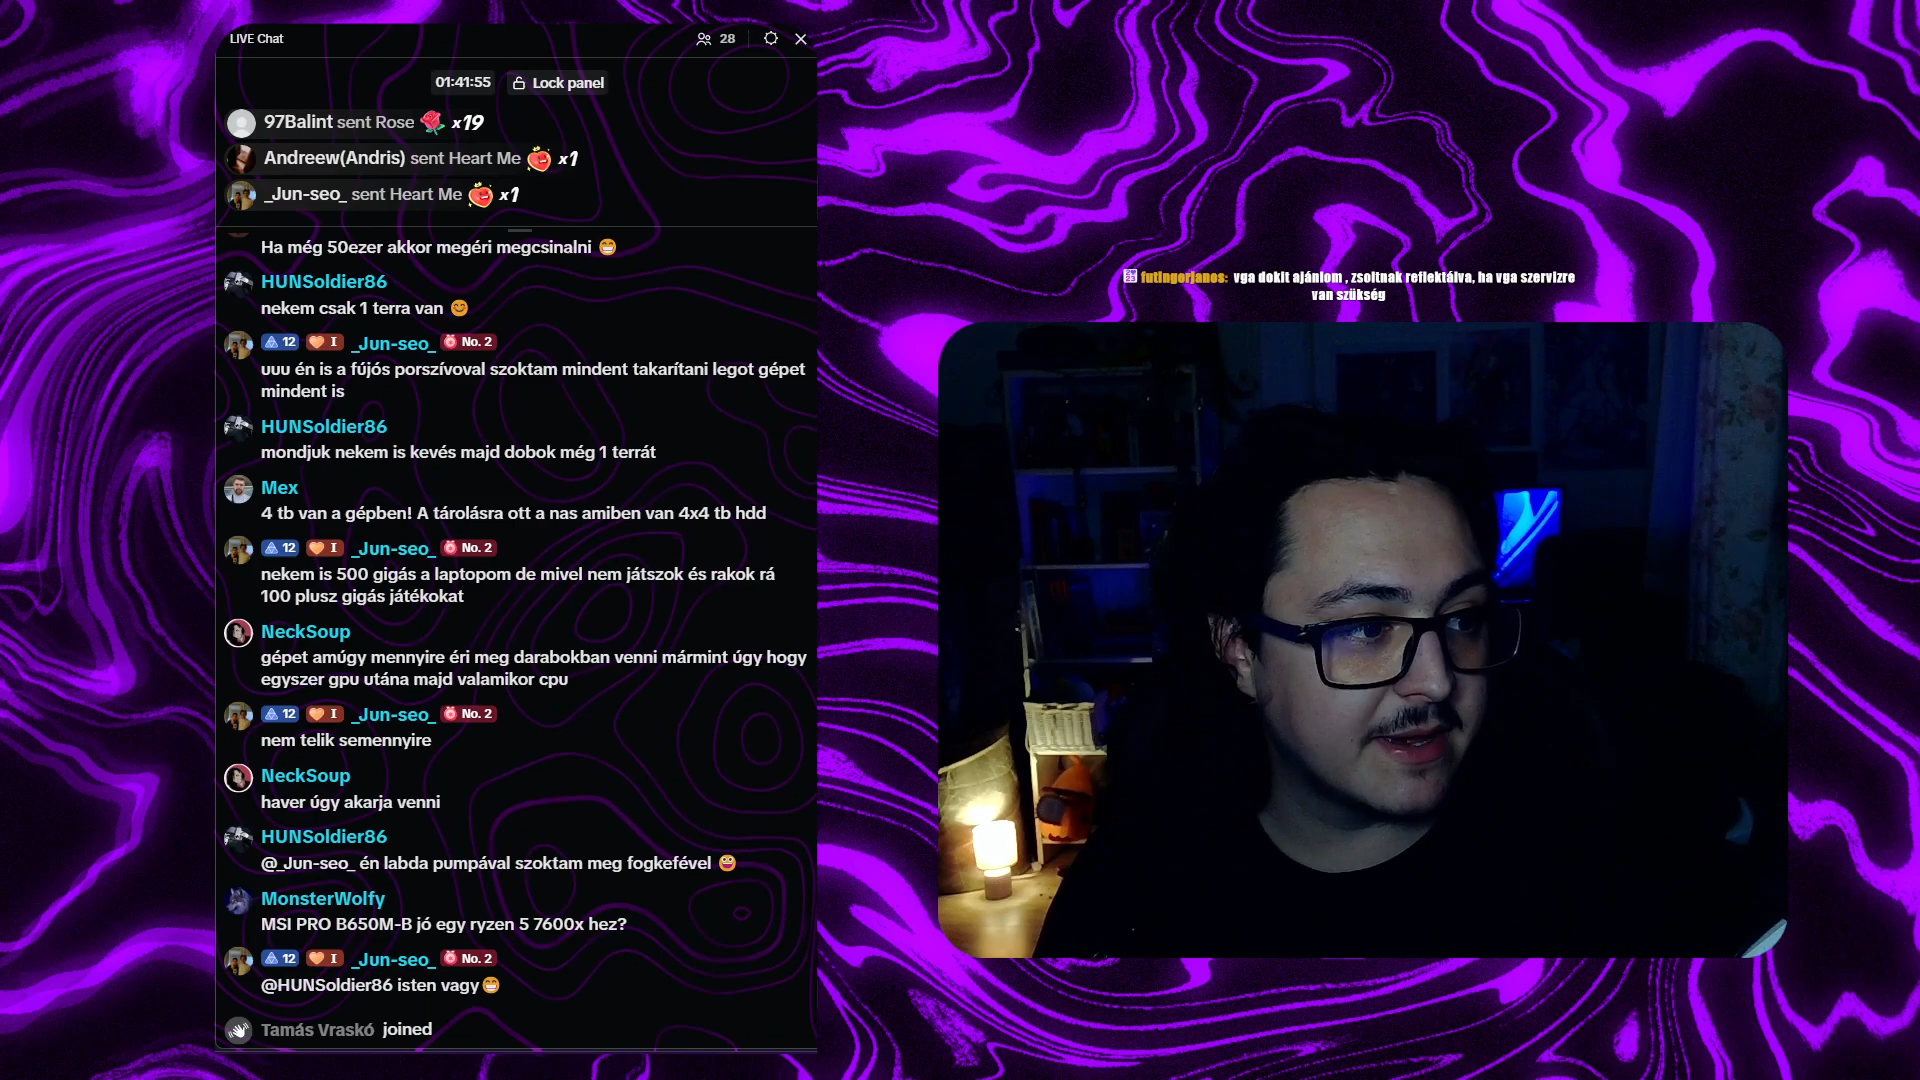 LIVE Chat
28
01:41:55
Lock panel
97Balint sent Rose x19
Andreew(Andris) sent Heart Me x1
_Jun-seo_ sent Heart Me x1
Ha még 50ezer akkor megéri megcsinalni 😁
HUNSoldier86
nekem csak 1 terra van 😊
12 I _Jun-seo_ No. 2
uuu én is a fújós porszívoval szoktam mindent takarítani legot gépet
mindent is
HUNSoldier86
mondjuk nekem is kevés majd dobok még 1 terrát
Mex
4 tb van a gépben! A tárolásra ott a nas amiben van 4x4 tb hdd
12 I _Jun-seo_ No. 2
nekem is 500 gigás a laptopom de mivel nem játszok és rakok rá
100 plusz gigás játékokat
NeckSoup
gépet amúgy mennyire éri meg darabokban venni mármint úgy hogy
egyszer gpu utána majd valamikor cpu
12 I _Jun-seo_ No. 2
nem telik semennyire
NeckSoup
haver úgy akarja venni
HUNSoldier86
@_Jun-seo_ én labda pumpával szoktam meg fogkefével 😀
MonsterWolfy
MSI PRO B650M-B jó egy ryzen 5 7600x hez?
12 I _Jun-seo_ No. 2
@HUNSoldier86 isten vagy😁
Tamás Vraskó joined
futingerjanos: vga dokit ajánlom , zsoltnak reflektálva, ha vga szervizre
van szükség